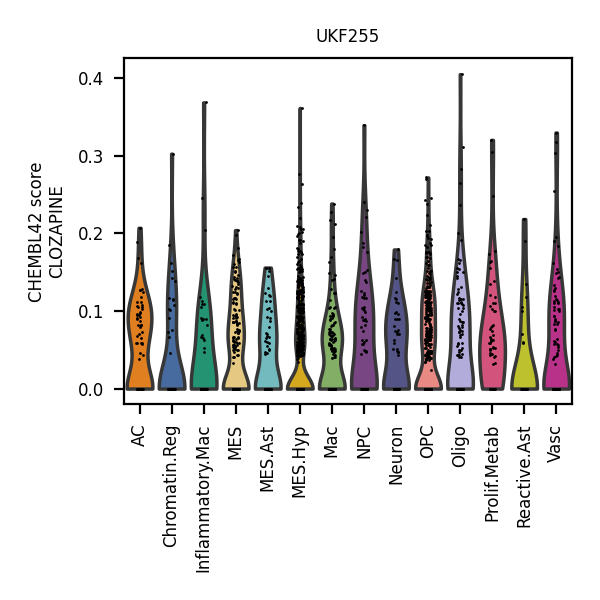 UKF255
CHEMBL42 score
CLOZAPINE
0.4
0.3
0.2
0.1
0.0
AC
Chromatin.Reg
Inflammatory.Mac
MES
MES.Ast
MES.Hyp
Mac
NPC
Neuron
OPC
Oligo
Prolif.Metab
Reactive.Ast
Vasc